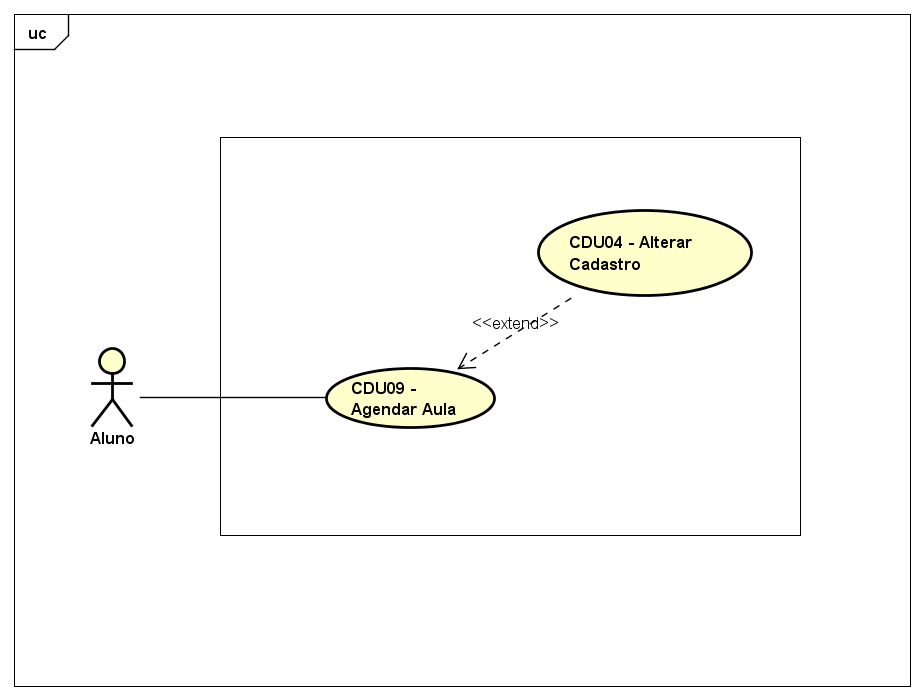 uc
CDU04 - Alterar
Cadastro
<<extend>>
CDU09 -
Agendar Aula
Aluno